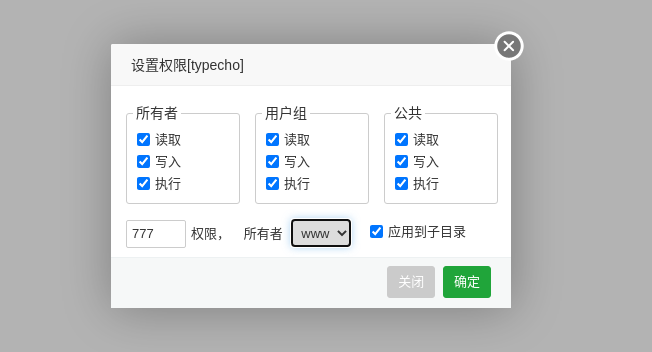 设置权限[typecho]
所有者
读取
写入
执行
用户组
读取
写入
执行
公共
读取
写入
执行
777 权限， 所有者 www 应用到子目录
关闭 确定